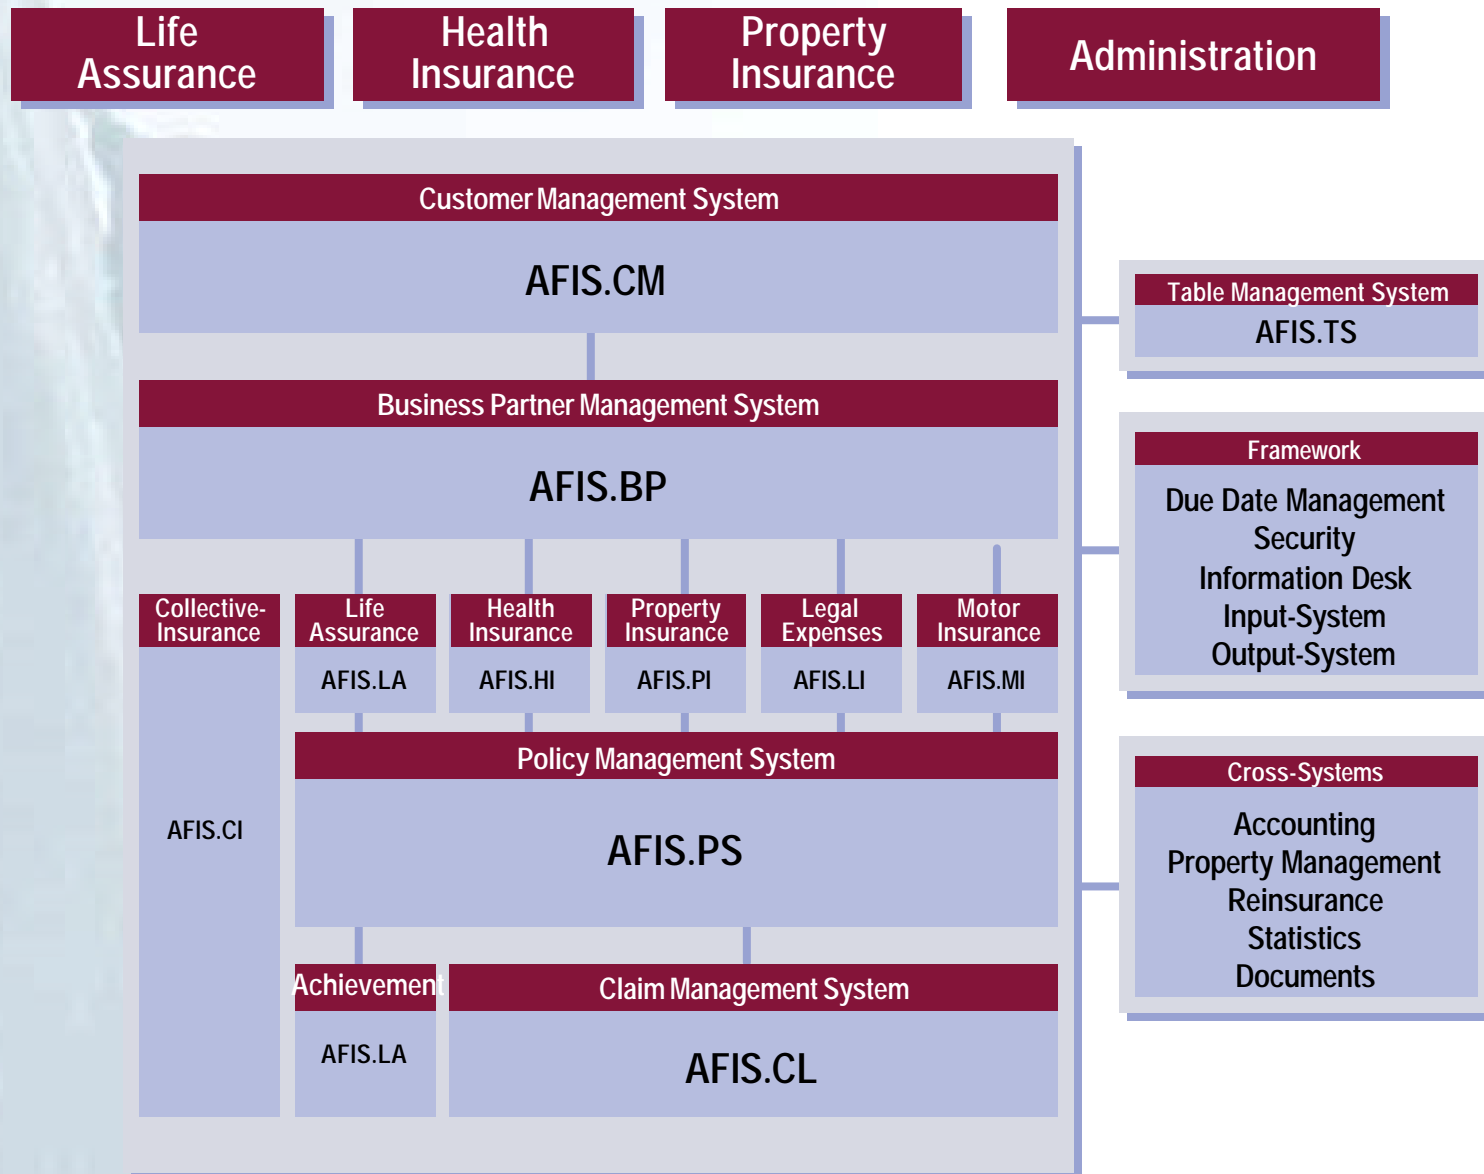 Life
Assurance
Health
Insurance
Property
Insurance
Administration
Customer Management System
AFIS.CM
Business Partner Management System
AFIS.BP
Collective-
Insurance
AFIS.CI
Life
Assurance
AFIS.LA
Health
Insurance
AFIS.HI
Property
Insurance
AFIS.PI
Legal
Expenses
AFIS.LI
Motor
Insurance
AFIS.MI
Policy Management System
AFIS.PS
Achievement
AFIS.LA
Claim Management System
AFIS.CL
Table Management System
AFIS.TS
Framework
Due Date Management
Security
Information Desk
Input-System
Output-System
Cross-Systems
Accounting
Property Management
Reinsurance
Statistics
Documents